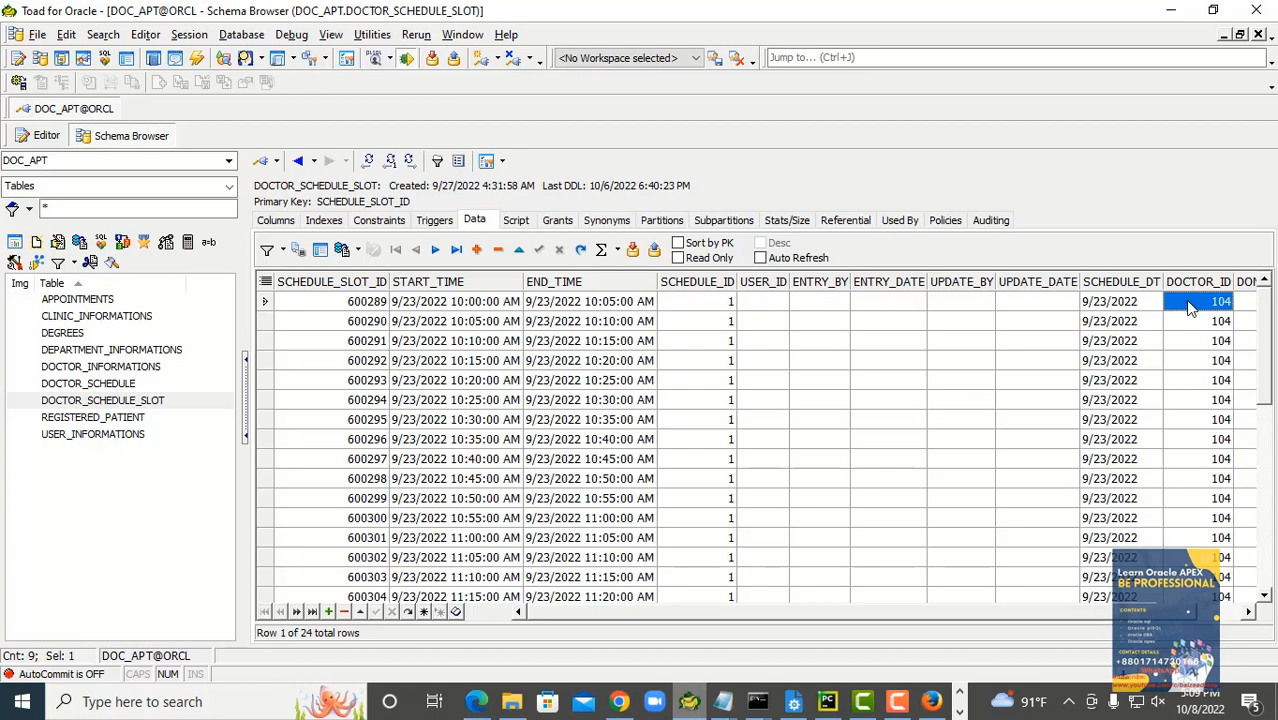 Toad for Oracle - [DOC_APT@ORCL - Schema Browser (DOC_APT.DOCTOR_SCHEDULE_SLOT)]
File Edit Search Editor Session Database Debug View Utilities Rerun Window Help
<No Workspace selected> Jump to... (Ctrl+J)
DOC_APT@ORCL
Editor Schema Browser
DOC_APT
Tables
*
Img Table
APPOINTMENTS
CLINIC_INFORMATIONS
DEGREES
DEPARTMENT_INFORMATIONS
DOCTOR_INFORMATIONS
DOCTOR_SCHEDULE
DOCTOR_SCHEDULE_SLOT
REGISTERED_PATIENT
USER_INFORMATIONS
DOCTOR_SCHEDULE_SLOT: Created: 9/27/2022 4:31:58 AM Last DDL: 10/6/2022 6:40:23 PM
Primary Key: SCHEDULE_SLOT_ID
Columns Indexes Constraints Triggers Data Script Grants Synonyms Partitions Subpartitions Stats/Size Referential Used By Policies Auditing
Sort by PK Desc
Read Only Auto Refresh
SCHEDULE_SLOT_ID START_TIME END_TIME SCHEDULE_ID USER_ID ENTRY_BY ENTRY_DATE UPDATE_BY UPDATE_DATE SCHEDULE_DT DOCTOR_ID
600289 9/23/2022 10:00:00 AM 9/23/2022 10:05:00 AM 1 9/23/2022 104
600290 9/23/2022 10:05:00 AM 9/23/2022 10:10:00 AM 1 9/23/2022 104
600291 9/23/2022 10:10:00 AM 9/23/2022 10:15:00 AM 1 9/23/2022 104
600292 9/23/2022 10:15:00 AM 9/23/2022 10:20:00 AM 1 9/23/2022 104
600293 9/23/2022 10:20:00 AM 9/23/2022 10:25:00 AM 1 9/23/2022 104
600294 9/23/2022 10:25:00 AM 9/23/2022 10:30:00 AM 1 9/23/2022 104
600295 9/23/2022 10:30:00 AM 9/23/2022 10:35:00 AM 1 9/23/2022 104
600296 9/23/2022 10:35:00 AM 9/23/2022 10:40:00 AM 1 9/23/2022 104
600297 9/23/2022 10:40:00 AM 9/23/2022 10:45:00 AM 1 9/23/2022 104
600298 9/23/2022 10:45:00 AM 9/23/2022 10:50:00 AM 1 9/23/2022 104
600299 9/23/2022 10:50:00 AM 9/23/2022 10:55:00 AM 1 9/23/2022 104
600300 9/23/2022 10:55:00 AM 9/23/2022 11:00:00 AM 1 9/23/2022 104
600301 9/23/2022 11:00:00 AM 9/23/2022 11:05:00 AM 1 9/23/2022 104
600302 9/23/2022 11:05:00 AM 9/23/2022 11:10:00 AM 1 9/23/2022 104
600303 9/23/2022 11:10:00 AM 9/23/2022 11:15:00 AM 1
600304 9/23/2022 11:15:00 AM 9/23/2022 11:20:00 AM 1
Learn Oracle APEX
BE PROFESSIONAL
CONTENTS
Oracle sql
Oracle pl/sql
oracle DBA
Oracle apex
CONTACT DETAILS
Row 1 of 24 total rows
Cnt: 9; Sel: 1 DOC_APT@ORCL
AutoCommit is OFF CAPS NUM INS
Type here to search
91°F
5:09 PM
10/8/2022
5